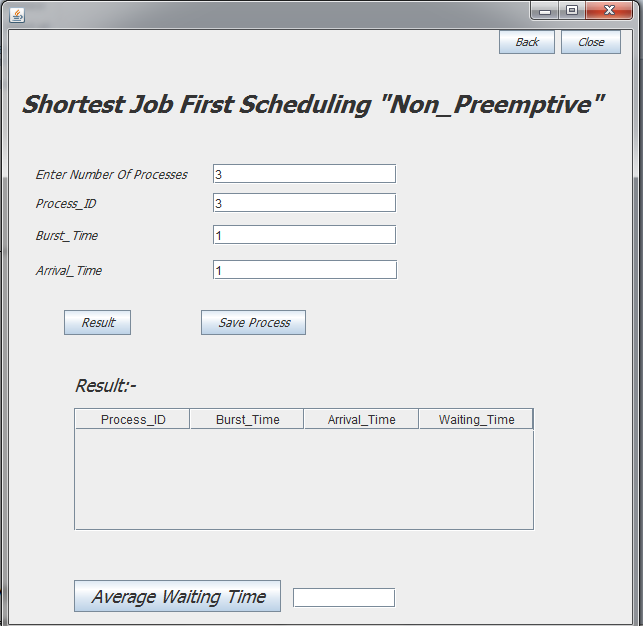 Back Close
Shortest Job First Scheduling "Non_Preemptive"
Enter Number Of Processes 3
Process_ID 3
Burst_Time 1
Arrival_Time 1
Result Save Process
Result:-
Process_ID Burst_Time Arrival_Time Waiting_Time
Average Waiting Time